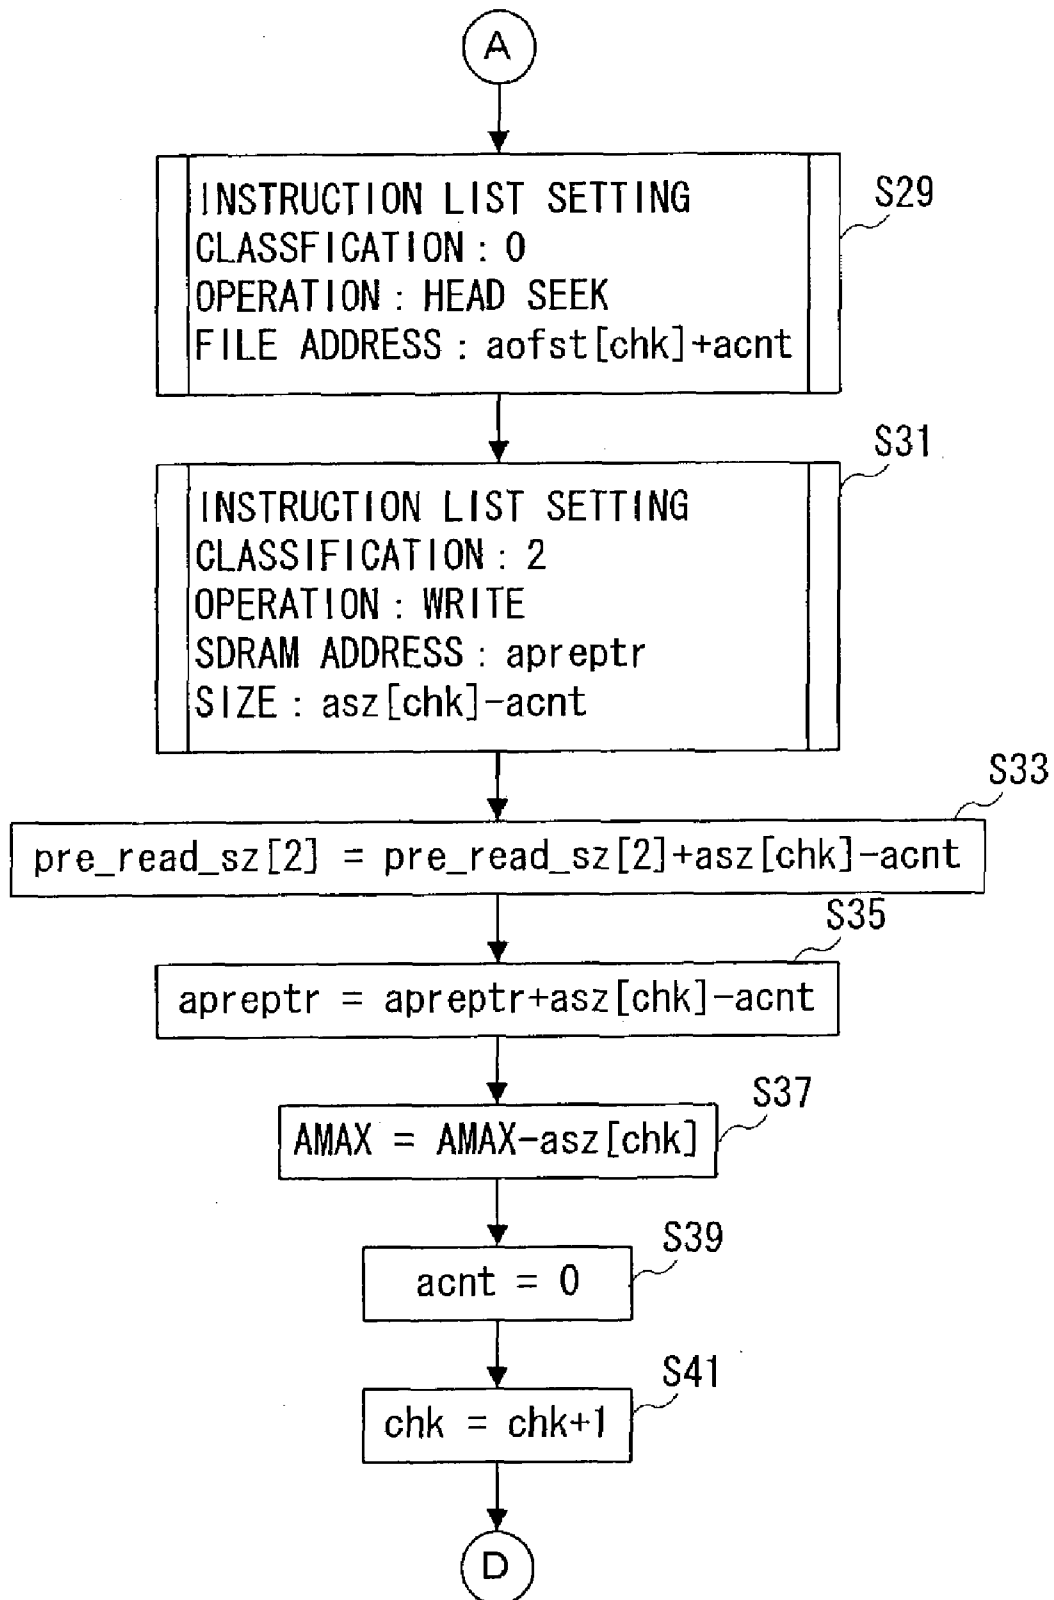 A
INSTRUCTION LIST SETTING
S29
CLASSFICATION : 0
OPERATION : HEAD SEEK
FILE ADDRESS : aofst[chk]+acnt
S31
INSTRUCTION LIST SETTING
CLASSIFICATION : 2
OPERATION : WRITE
SDRAM ADDRESS : apreptr
SIZE : asz[chk]-acnt
S33
pre_read_sz[2] = pre_read_sz[2]+asz[chk]-acnt
S35
apreptr = apreptr+asz[chk]-acnt
S37
AMAX = AMAX-asz[chk]
S39
acnt = 0
S41
chk = chk+1
D